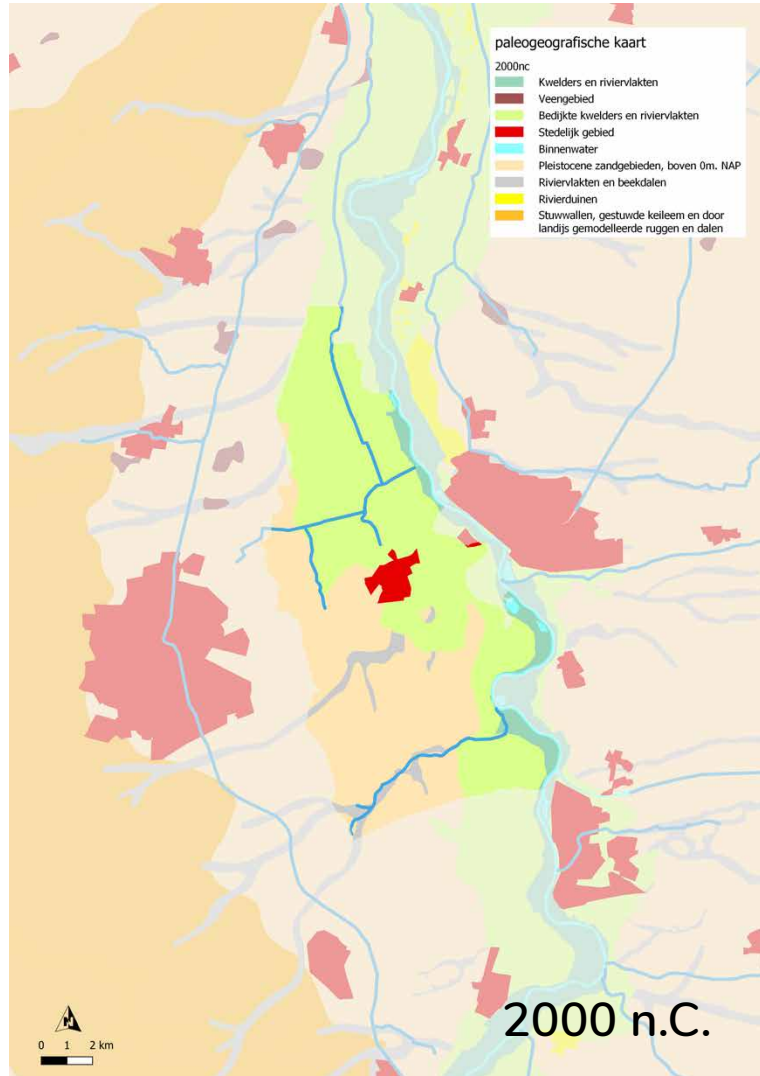 paleogeografische kaart
2000nc
Kwelders en riviervlakten
Veengebied
Bedijkte kwelders en riviervlakten
Stedelijk gebied
Binnenwater
Pleistocene zandgebieden, boven 0m. NAP
Riviervlakten en beekdalen
Rivierduinen
Stuwwallen, gestuwde keileem en door
landijs gemodelleerde ruggen en dalen
N
0 1 2 km
2000 n.C.